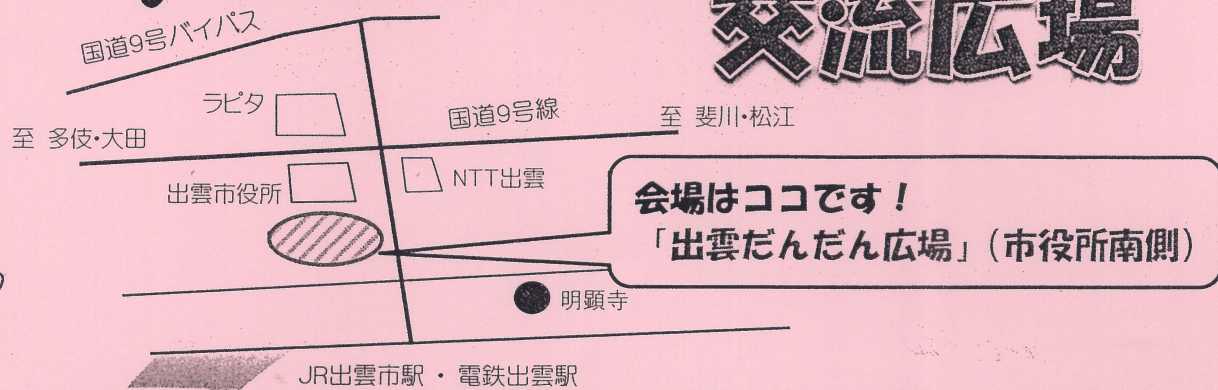 交流広場
国道9号バイパス
ラピタ
国道9号線
至 斐川・松江
至 多伎・大田
出雲市役所
NTT出雲
会場はココです！
「出雲だんだん広場」（市役所南側）
明顕寺
JR出雲市駅・電鉄出雲駅